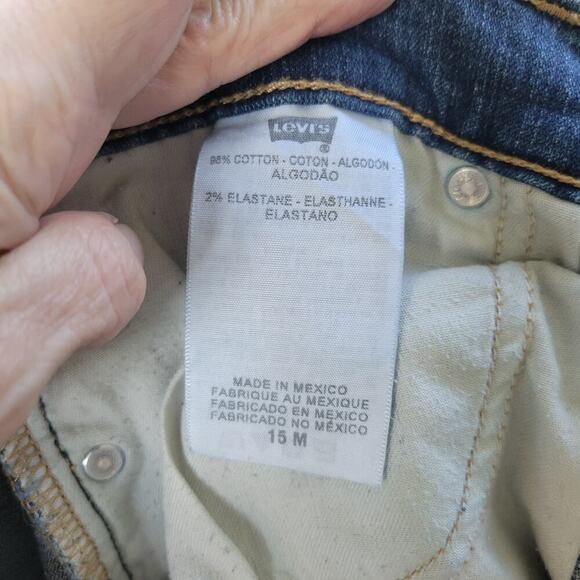 Levi's
®
98% COTTON - COTON - ALGODÓN -
ALGODÃO
2% ELASTANE - ELASTHANNE -
ELASTANO
MADE IN MEXICO
FABRIQUE AU MEXIQUE
FABRICADO EN MEXICO
FABRICADO NO MÉXICO
15 M